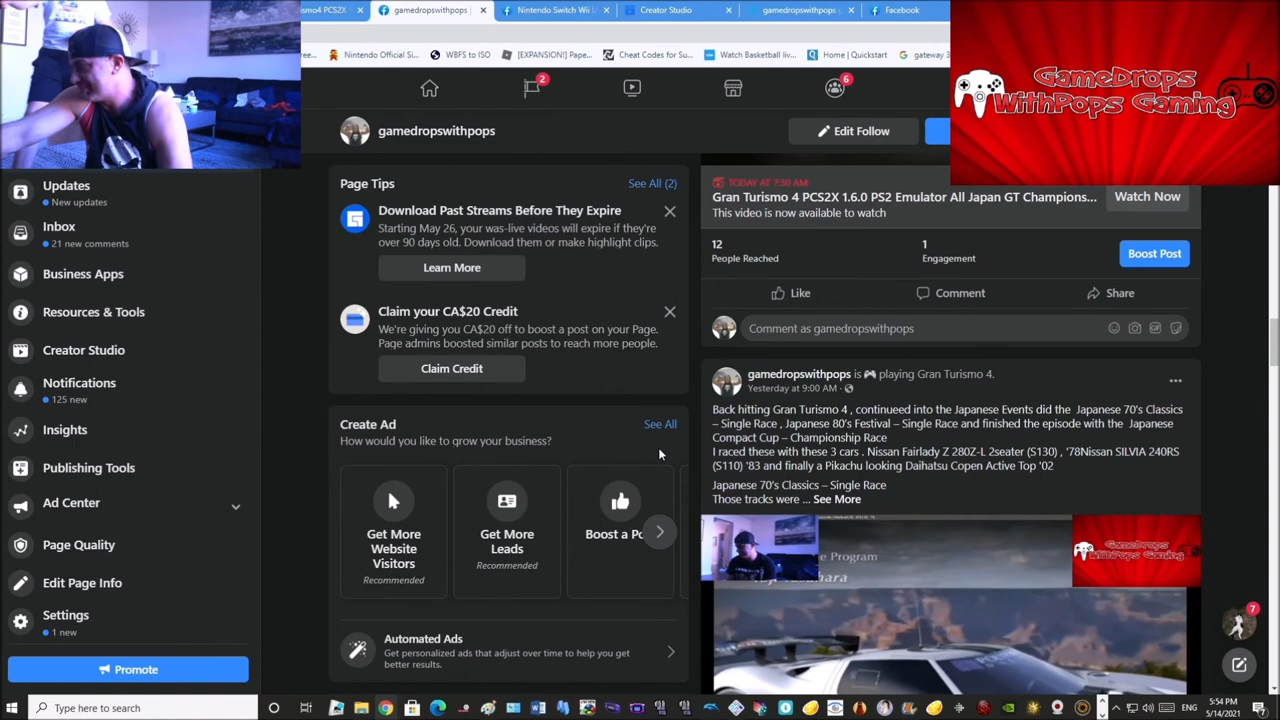 urismo4 PCS2X
gamedropswithpops |
Nintendo Switch Wii
Creator Studio
gamedropswithpops
Facebook
Nintendo Official Si...
WBFS to ISO
[EXPANSION!] Pape...
Cheat Codes for Su...
Watch Basketball liv...
Home | Quickstart
gateway 3
2
6
gamedropswithpops
Edit Follow
GameDrops
WithPops Gaming
Updates
New updates
Inbox
21 new comments
Business Apps
Resources & Tools
Creator Studio
Notifications
125 new
Insights
Publishing Tools
Ad Center
Page Quality
Edit Page Info
Settings
1 new
Promote
Page Tips
See All (2)
Download Past Streams Before They Expire
Starting May 26, your was-live videos will expire if they're
over 90 days old. Download them or make highlight clips.
Learn More
Claim your CA$20 Credit
We're giving you CA$20 off to boost a post on your Page.
Page admins boosted similar posts to reach more people.
Claim Credit
Create Ad
See All
How would you like to grow your business?
Get More
Website
Visitors
Recommended
Get More
Leads
Recommended
Boost a Po
Automated Ads
Get personalized ads that adjust over time to help you get
better results.
TODAY AT 7:30 AM
Gran Turismo 4 PCS2X 1.6.0 PS2 Emulator All Japan GT Champions...
This video is now available to watch
Watch Now
12
People Reached
1
Engagement
Boost Post
Like
Comment
Share
Comment as gamedropswithpops
gamedropswithpops is 🎮 playing Gran Turismo 4.
Yesterday at 9:00 AM
Back hitting Gran Turismo 4 , continueed into the Japanese Events did the Japanese 70's Classics
– Single Race , Japanese 80's Festival – Single Race and finished the episode with the Japanese
Compact Cup – Championship Race
I raced these with these 3 cars . Nissan Fairlady Z 280Z-L 2seater (S130) , '78Nissan SILVIA 240RS
(S110) '83 and finally a Pikachu looking Daihatsu Copen Active Top '02
Japanese 70's Classics – Single Race
Those tracks were ... See More
Program
GameDrops
WithPops Gaming
7
Type here to search
ENG
5:54 PM
5/14/2021